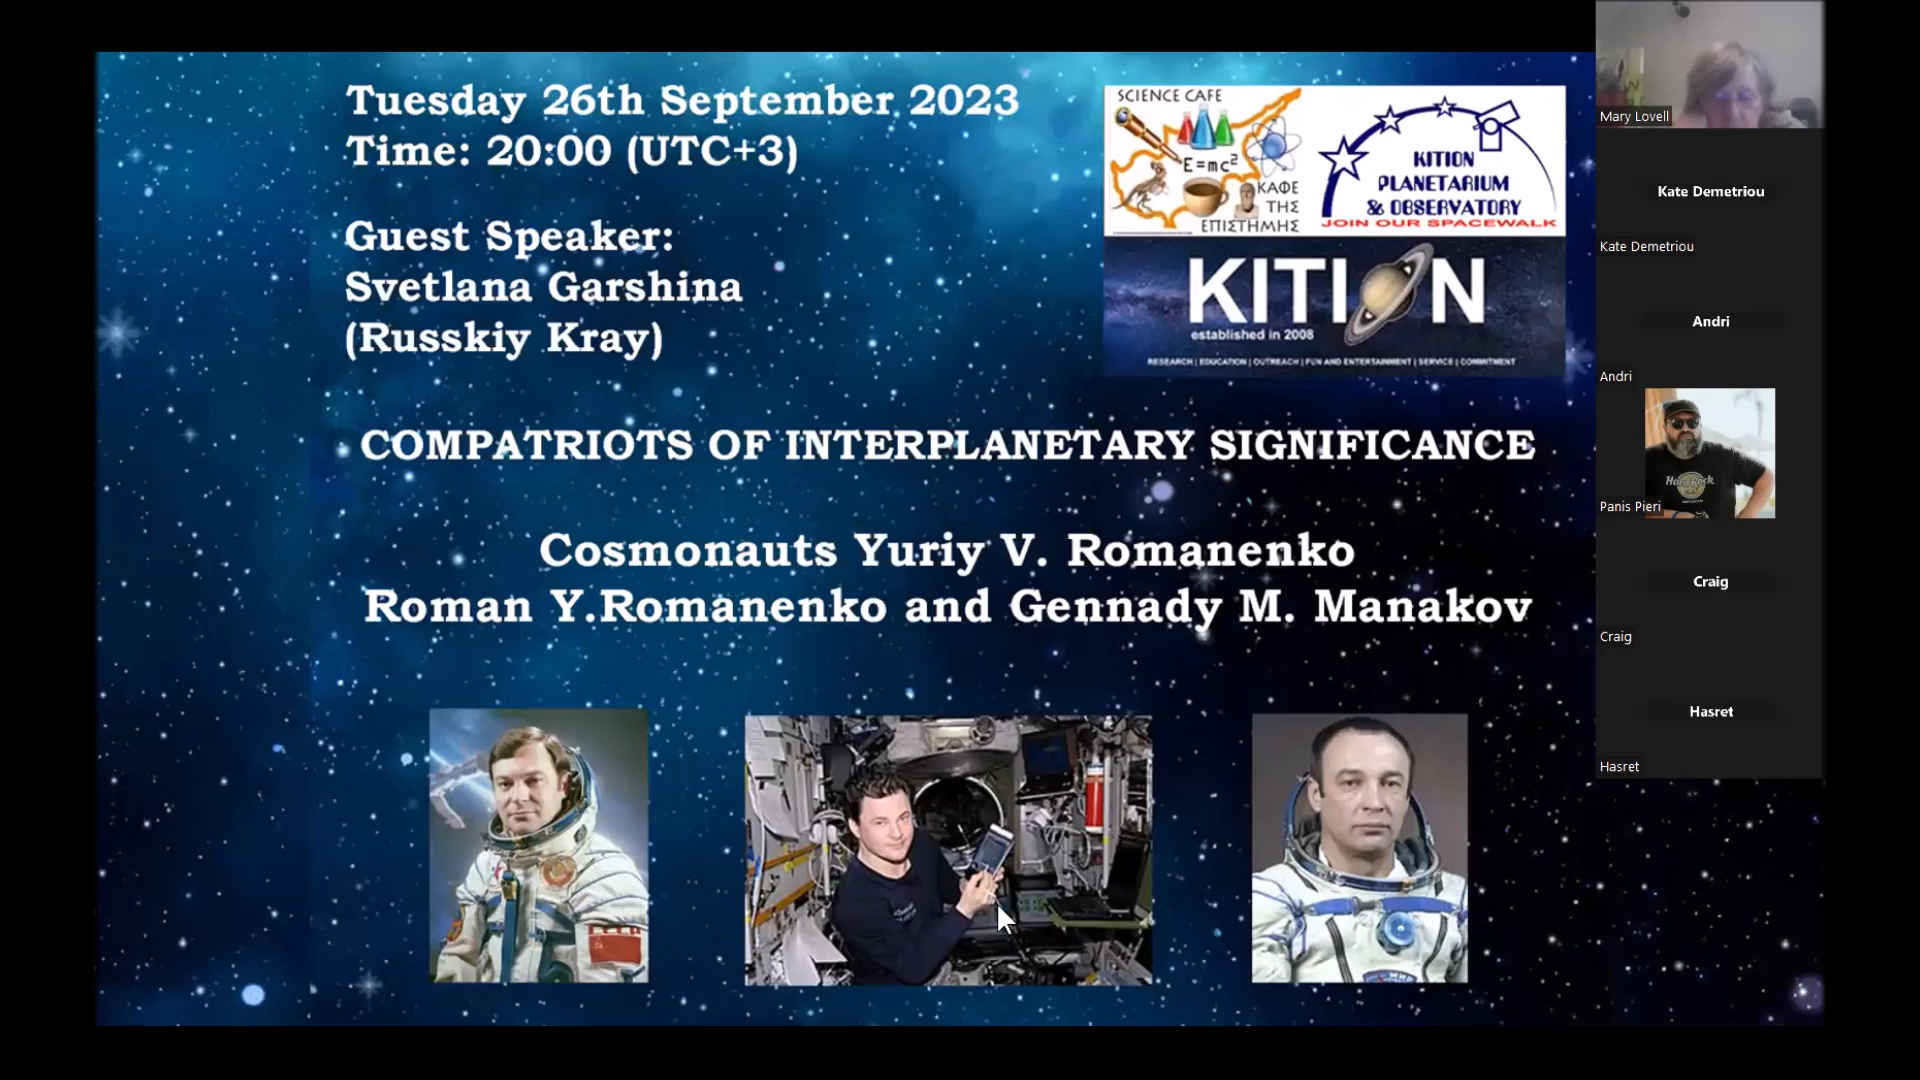 Tuesday 26th September 2023
Time: 20:00 (UTC+3)
Guest Speaker:
Svetlana Garshina
(Russkiy Kray)
SCIENCE CAFE
E=mc²
ΚΑΦΕ
ΤΗΣ
ΕΠΙΣΤΗΜΗΣ
KITION
PLANETARIUM
& OBSERVATORY
JOIN OUR SPACEWALK
KITION
established in 2008
RESEARCH | EDUCATION | OUTREACH | FUN AND ENTERTAINMENT | SERVICE | COMMITMENT
COMPATRIOTS OF INTERPLANETARY SIGNIFICANCE
Cosmonauts Yuriy V. Romanenko
Roman Y.Romanenko and Gennady M. Manakov
МИР
Mary Lovell
Kate Demetriou
Kate Demetriou
Andri
Andri
Hard Rock
Panis Pieri
Craig
Craig
Hasret
Hasret